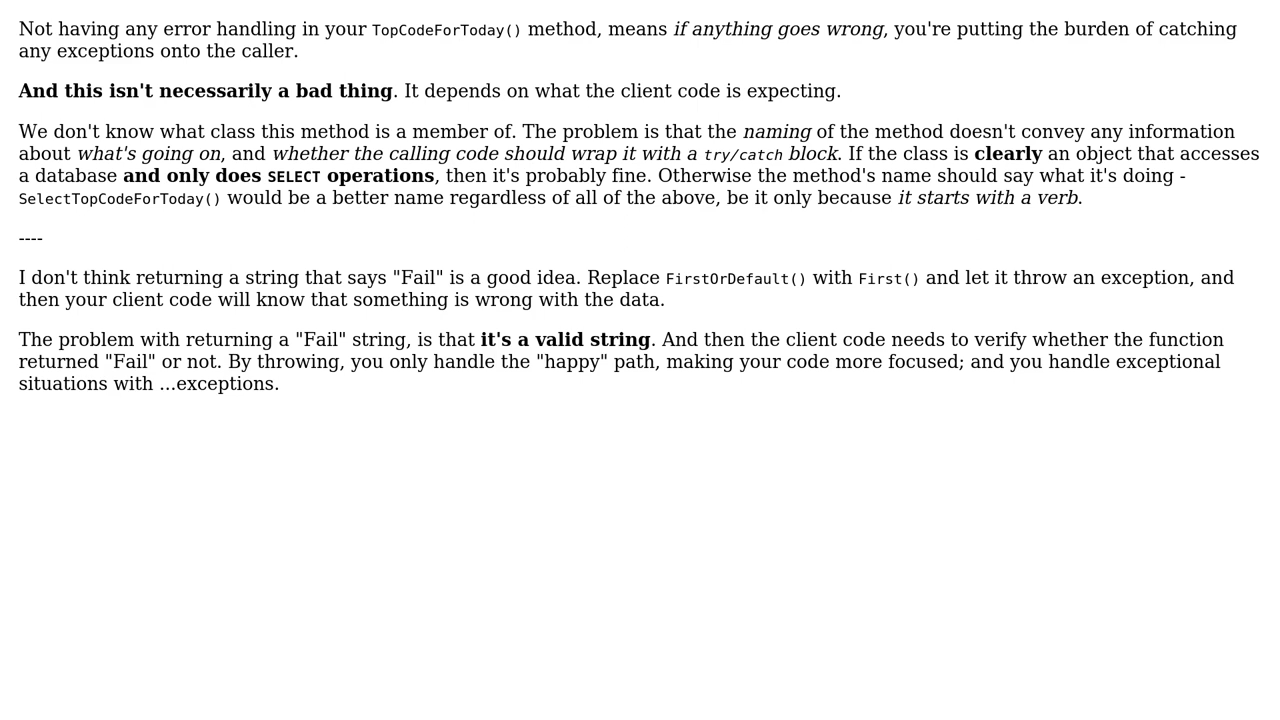 Not having any error handling in your TopCodeForToday() method, means if anything goes wrong, you're putting the burden of catching
any exceptions onto the caller.
And this isn't necessarily a bad thing. It depends on what the client code is expecting.
We don't know what class this method is a member of. The problem is that the naming of the method doesn't convey any information
about what's going on, and whether the calling code should wrap it with a try/catch block. If the class is clearly an object that accesses
a database and only does SELECT operations, then it's probably fine. Otherwise the method's name should say what it's doing -
SelectTopCodeForToday() would be a better name regardless of all of the above, be it only because it starts with a verb.
----
I don't think returning a string that says "Fail" is a good idea. Replace FirstOrDefault() with First() and let it throw an exception, and
then your client code will know that something is wrong with the data.
The problem with returning a "Fail" string, is that it's a valid string. And then the client code needs to verify whether the function
returned "Fail" or not. By throwing, you only handle the "happy" path, making your code more focused; and you handle exceptional
situations with ...exceptions.